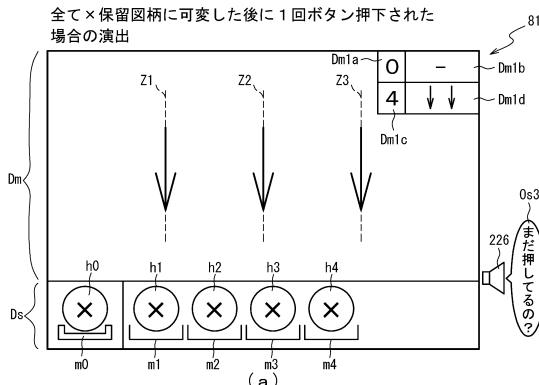 全て×保留図柄に可変した後に1回ボタン押下された
場合の演出
81
Dm1a
0
−
Dm1b
4
↓ ↓
Dm1d
Dm1c
Z1
Z2
Z3
Dm
0s3
226
まだ押してるの?
h0
h1
h2
h3
h4
×
×
×
×
×
Ds
m0
m1
m2
m3
m4
(a)